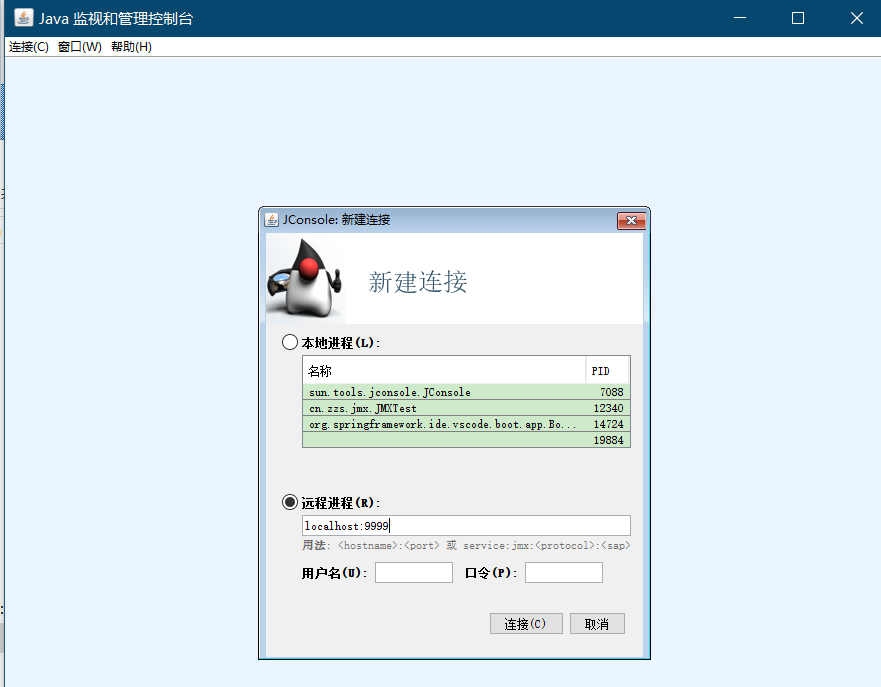 Java 监视和管理控制台
连接(C) 窗口(W) 帮助(H)
JConsole: 新建连接
新建连接
本地进程(L):
名称 PID
sun.tools.jconsole.JConsole 7088
cn.zzs.jmx.JMXTest 12340
org.springframework.ide.vscode.boot.app.Bo... 14724
19884
远程进程(R):
localhost:9999
用法: <hostname>:<port> 或 service:jmx:<protocol>:<sap>
用户名(U): 口令(P):
连接(C) 取消